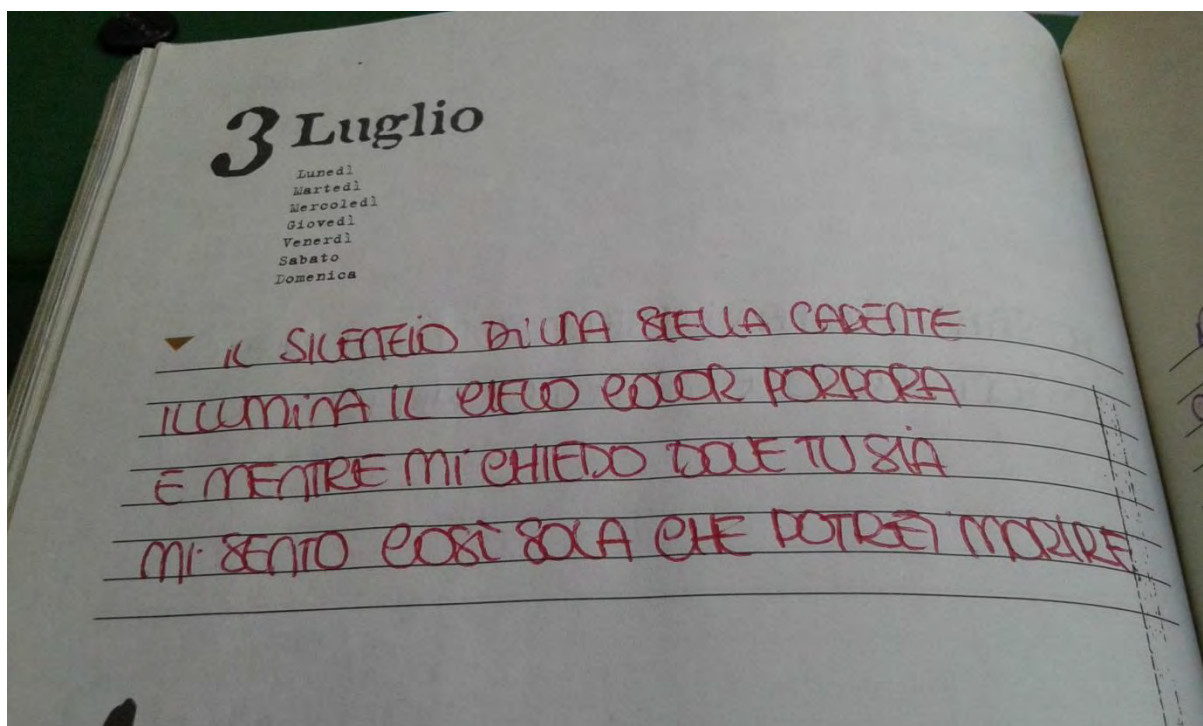 3 Luglio
Lunedì
Martedì
Mercoledì
Giovedì
Venerdì
Sabato
Domenica
IL SILENZIO DI UNA STELLA CADENTE
ILLUMINA IL CIELO COLOR PORPORA
E MENTRE MI CHIEDO DOVE TU SIA
MI SENTO COSÌ SOLA CHE POTREI MORIRE